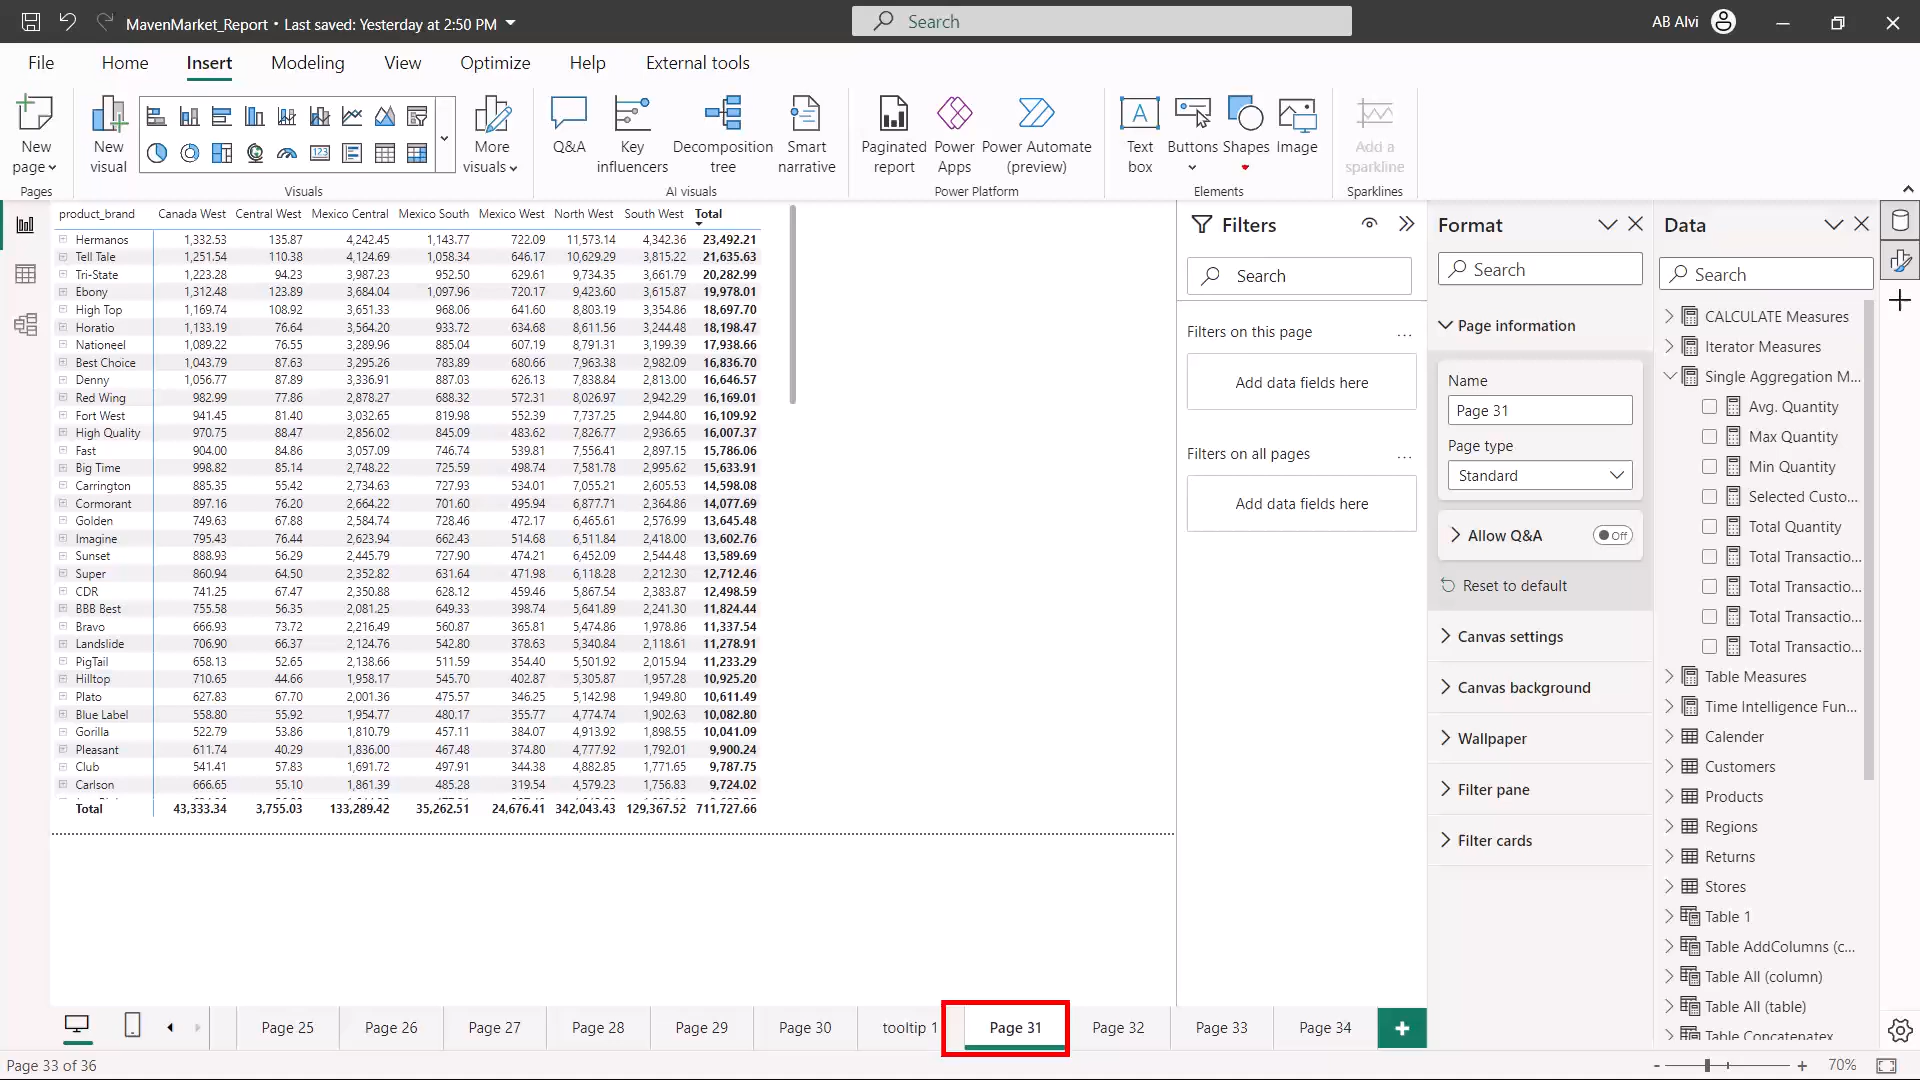 MavenMarket_Report • Last saved: Yesterday at 2:50 PM
Search
AB Alvi
File Home Insert Modeling View Optimize Help External tools
New page
New visual
More visuals
Q&A
Key influencers
Decomposition tree
Smart narrative
Paginated report
Power Apps
Power Automate (preview)
Text box
Buttons
Shapes
Image
Add a sparkline
Pages Visuals AI visuals Power Platform Elements Sparklines
product_brand Canada West Central West Mexico Central Mexico South Mexico West North West South West Total
Hermanos 1,332.53 135.87 4,242.45 1,143.77 722.09 11,573.14 4,342.36 23,492.21
Tell Tale 1,251.54 110.38 4,124.69 1,058.34 646.17 10,629.29 3,815.22 21,635.63
Tri-State 1,223.28 94.23 3,987.23 952.50 629.61 9,734.35 3,661.79 20,282.99
Ebony 1,312.48 123.89 3,684.04 1,097.96 720.17 9,423.60 3,615.87 19,978.01
High Top 1,169.74 108.92 3,651.33 968.06 641.60 8,803.19 3,354.86 18,697.70
Horatio 1,133.19 76.64 3,564.20 933.72 634.68 8,611.56 3,244.48 18,198.47
Nationeel 1,089.22 76.55 3,289.96 885.04 607.19 8,791.31 3,199.39 17,938.66
Best Choice 1,043.79 87.63 3,295.26 783.89 680.66 7,963.38 2,982.09 16,836.70
Denny 1,056.77 87.89 3,336.91 887.03 626.13 7,838.84 2,813.00 16,646.57
Red Wing 982.99 77.86 2,878.27 688.32 572.31 8,026.97 2,942.29 16,169.01
Fort West 941.45 81.40 3,032.65 819.98 552.39 7,737.25 2,944.80 16,109.92
High Quality 970.75 88.47 2,856.02 845.09 483.62 7,826.77 2,936.65 16,007.37
Fast 904.00 84.86 3,057.09 746.74 539.81 7,556.41 2,897.15 15,786.06
Big Time 998.82 85.14 2,748.22 725.59 498.74 7,581.78 2,995.62 15,633.91
Carrington 885.35 55.42 2,734.63 727.93 534.01 7,055.21 2,605.53 14,598.08
Cormorant 897.16 76.20 2,664.22 701.60 495.94 6,877.71 2,364.86 14,077.69
Golden 749.63 67.88 2,584.74 728.46 472.17 6,465.61 2,576.99 13,645.48
Imagine 795.43 76.44 2,623.94 662.43 514.68 6,511.84 2,418.00 13,602.76
Sunset 888.93 56.29 2,445.79 727.90 474.21 6,452.09 2,544.48 13,589.69
Super 860.94 64.50 2,352.82 631.64 471.98 6,118.28 2,212.30 12,712.46
CDR 741.25 67.47 2,350.88 628.12 459.46 5,867.54 2,383.87 12,498.59
BBB Best 755.58 56.35 2,081.25 649.33 398.74 5,641.89 2,241.30 11,824.44
Bravo 666.93 73.72 2,216.49 560.87 365.81 5,474.86 1,978.86 11,337.54
Landslide 706.90 66.37 2,124.76 542.80 378.63 5,340.84 2,118.61 11,278.91
PigTail 658.13 52.65 2,138.66 511.59 354.40 5,501.92 2,015.94 11,233.29
Hilltop 710.65 44.66 1,958.17 545.70 402.87 5,305.87 1,957.28 10,925.20
Plato 627.83 67.70 2,001.36 475.57 346.25 5,142.98 1,949.80 10,611.49
Blue Label 558.80 55.92 1,954.77 480.17 355.77 4,774.74 1,902.63 10,082.80
Gorilla 522.79 53.86 1,810.79 457.11 384.07 4,913.92 1,898.55 10,041.09
Pleasant 611.74 40.29 1,836.00 467.48 374.80 4,777.92 1,792.01 9,900.24
Club 541.41 57.83 1,691.72 497.91 344.38 4,882.85 1,771.65 9,787.75
Carlson 666.65 55.10 1,861.39 485.28 319.54 4,579.23 1,756.83 9,724.02
Total 43,333.34 3,755.03 133,289.42 35,262.51 24,676.41 342,043.43 129,367.52 711,727.66
Filters
Search
Filters on this page ...
Add data fields here
Filters on all pages ...
Add data fields here
Format
Search
Page information
Name
Page 31
Page type
Standard
Allow Q&A Off
Reset to default
Canvas settings
Canvas background
Wallpaper
Filter pane
Filter cards
Data
Search
CALCULATE Measures
Iterator Measures
Single Aggregation M...
Avg. Quantity
Max Quantity
Min Quantity
Selected Custo...
Total Quantity
Total Transactio...
Total Transactio...
Total Transactio...
Total Transactio...
Table Measures
Time Intelligence Fun...
Calender
Customers
Products
Regions
Returns
Stores
Table 1
Table AddColumns (c...
Table All (column)
Table All (table)
Table Concatenatex
Page 25 Page 26 Page 27 Page 28 Page 29 Page 30 tooltip 1 Page 31 Page 32 Page 33 Page 34 +
Page 33 of 36
- + 70%